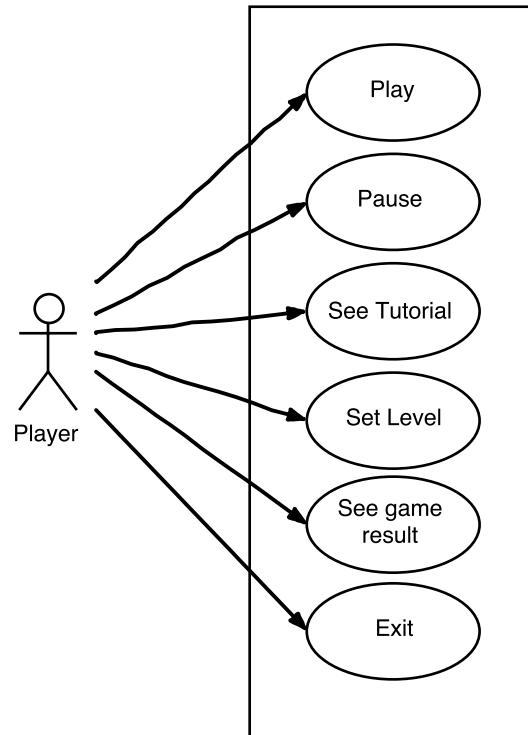 Play
Pause
See Tutorial
Set Level
See game
result
Exit
Player